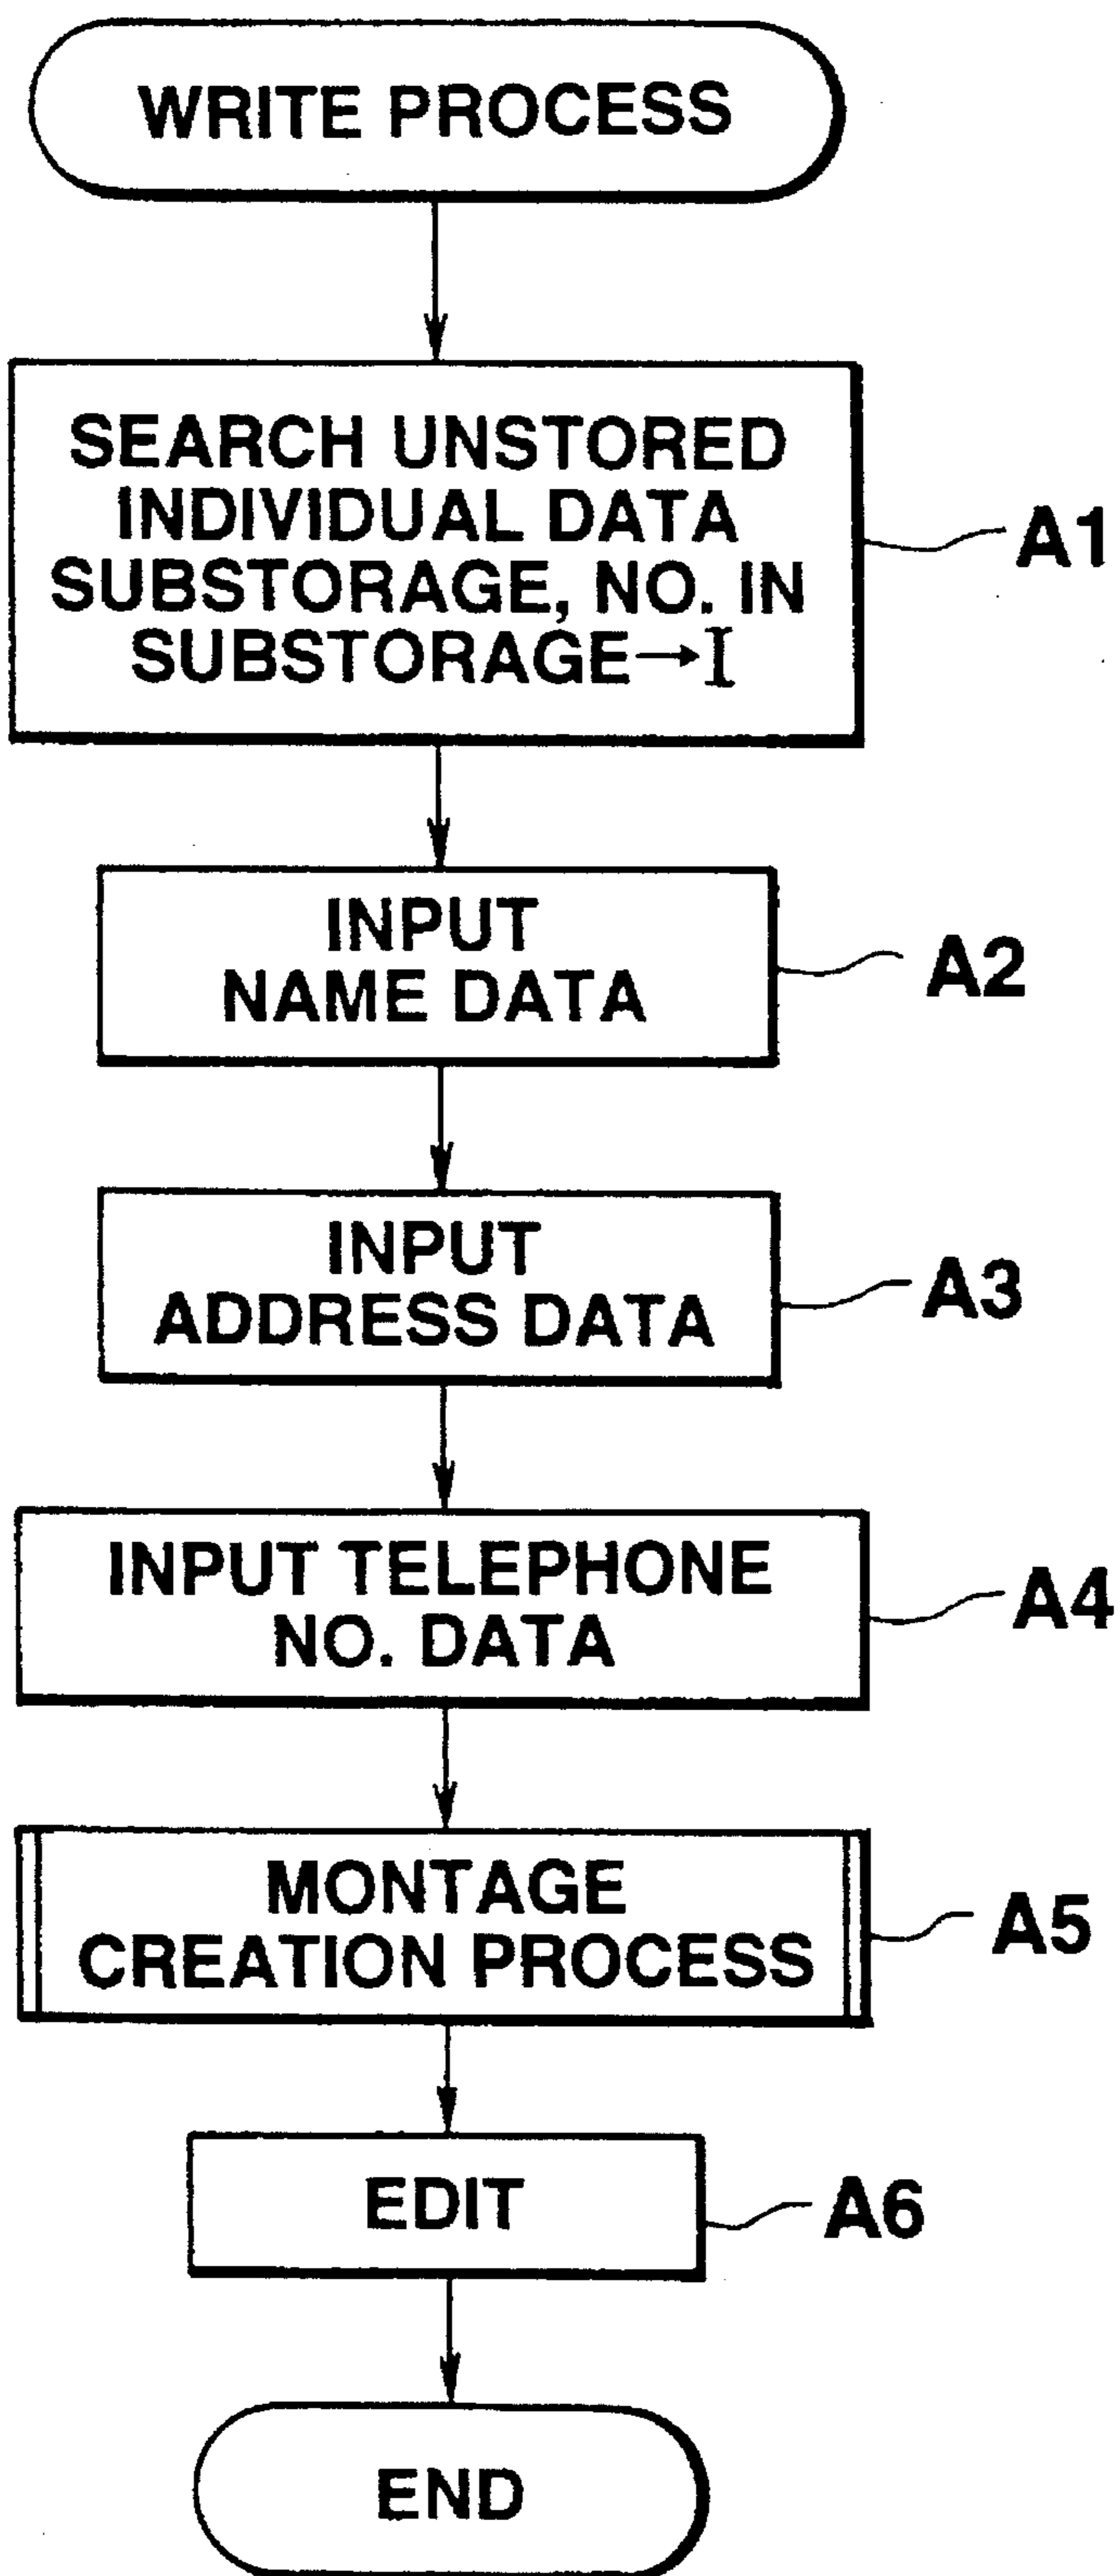 WRITE PROCESS
SEARCH UNSTORED
INDIVIDUAL DATA
SUBSTORAGE, NO. IN
SUBSTORAGE→I
A1
INPUT
NAME DATA
A2
INPUT
ADDRESS DATA
A3
INPUT TELEPHONE
NO. DATA
A4
MONTAGE
CREATION PROCESS
A5
EDIT
A6
END